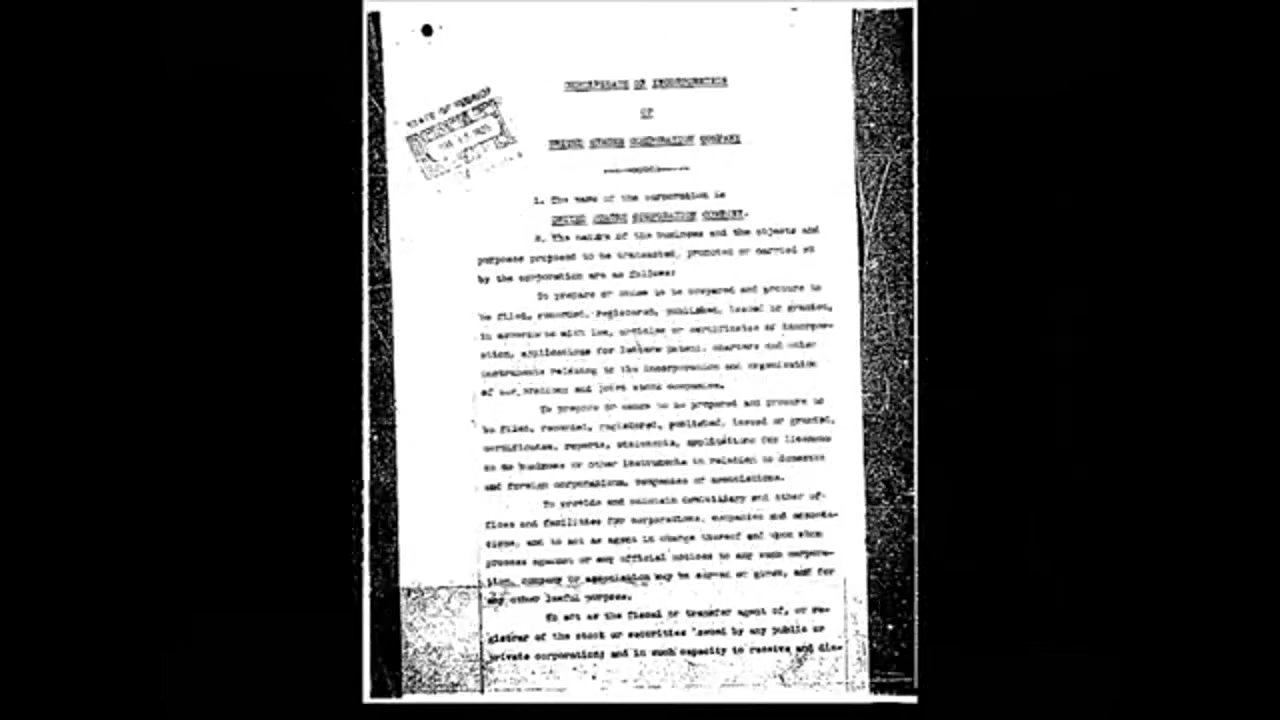 CERTIFICATE OF INCORPORATION
OF
UNITED STATES CORPORATION COMPANY
STATE OF
1. The name of the corporation is
UNITED STATES CORPORATION COMPANY.
2. The nature of the business and the objects and
purposes proposed to be transacted, promoted or carried on
by the corporation are as follows:
To prepare or cause to be prepared and procure to
be filed, recorded, registered, published, issued or granted,
in accordance with law, articles or certificates of incorpor-
ation, applications for letters patent, charters and other
instruments relating to the incorporation and organization
of corporations and joint stock companies.
To prepare or cause to be prepared and procure to
be filed, recorded, registered, published, issued or granted,
certificates, reports, statements, applications for licenses
to do business or other instruments in relation to domestic
and foreign corporations, companies or associations.
To provide and maintain domiciliary and other of-
fices and facilities for corporations, companies and associa-
tions, and to act as agent in charge thereof and upon whom
process against or any official notices to any such corpora-
tion, company or association may be served or given, and for
any other lawful purpose.
To act as the fiscal or transfer agent of, or re-
gistrar of the stock or securities issued by any public or
private corporation; and in such capacity to receive and dis-